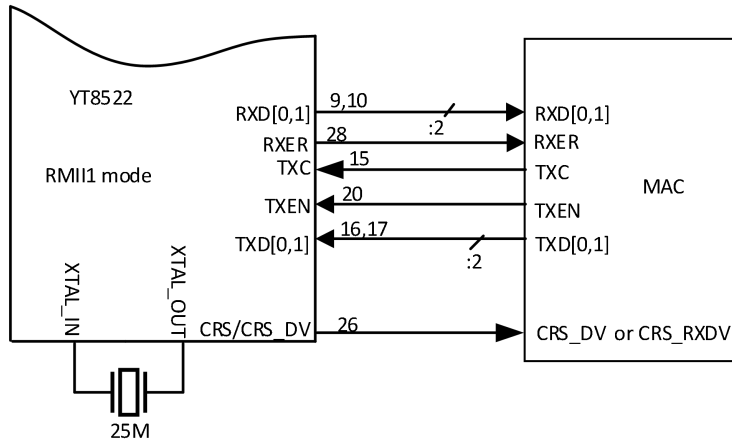 YT8522
RMII1 mode
RXD[0,1]
9,10
:2
RXD[0,1]
RXER
28
RXER
TXC
15
TXC
MAC
TXEN
20
TXEN
TXD[0,1]
16,17
:2
TXD[0,1]
XTAL_IN
XTAL_OUT
CRS/CRS_DV
26
CRS_DV or CRS_RXDV
25M